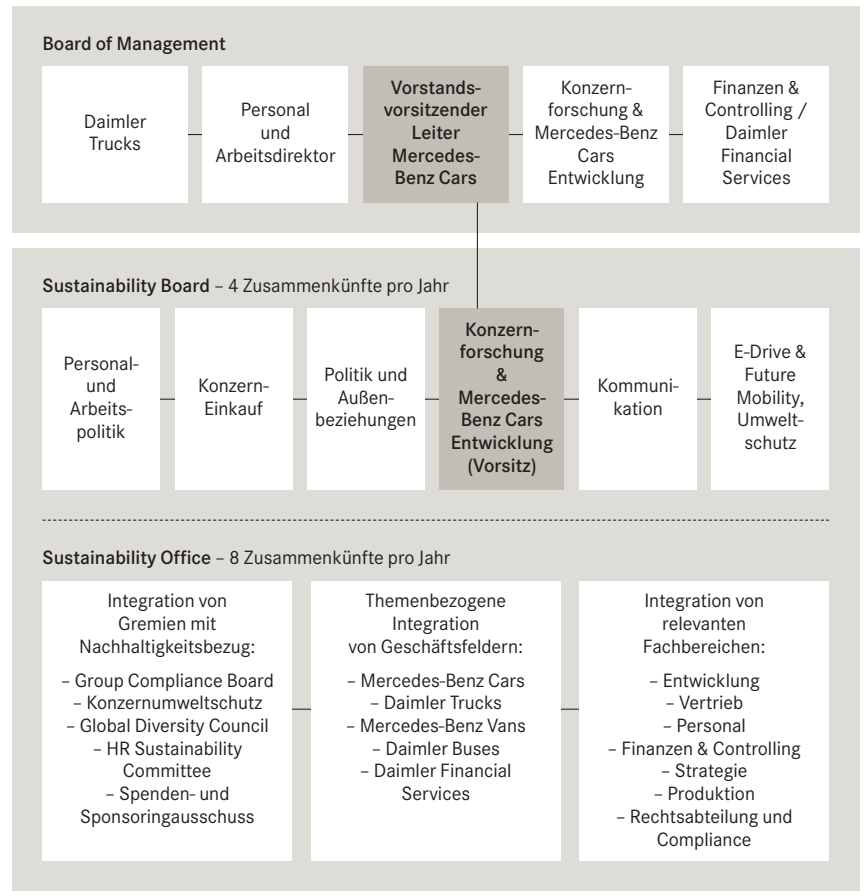 Board of Management
Daimler
Trucks
Personal
und
Arbeitsdirektor
Vorstands-
vorsitzender
Leiter
Mercedes-
Benz Cars
Konzern-
forschung &
Mercedes-Benz
Cars
Entwicklung
Finanzen &
Controlling /
Daimler
Financial
Services
Sustainability Board – 4 Zusammenkünfte pro Jahr
Personal-
und
Arbeits-
politik
Konzern-
Einkauf
Politik und
Außen-
beziehungen
Konzern-
forschung
&
Mercedes-
Benz Cars
Entwicklung
(Vorsitz)
Kommuni-
kation
E-Drive &
Future
Mobility,
Umwelt-
schutz
Sustainability Office – 8 Zusammenkünfte pro Jahr
Integration von
Gremien mit
Nachhaltigkeitsbezug:
– Group Compliance Board
– Konzernumweltschutz
– Global Diversity Council
– HR Sustainability
Committee
– Spenden- und
Sponsoringausschuss
Themenbezogene
Integration
von Geschäftsfeldern:
– Mercedes-Benz Cars
– Daimler Trucks
– Mercedes-Benz Vans
– Daimler Buses
– Daimler Financial
Services
Integration von
relevanten
Fachbereichen:
– Entwicklung
– Vertrieb
– Personal
– Finanzen & Controlling
– Strategie
– Produktion
– Rechtsabteilung und
Compliance